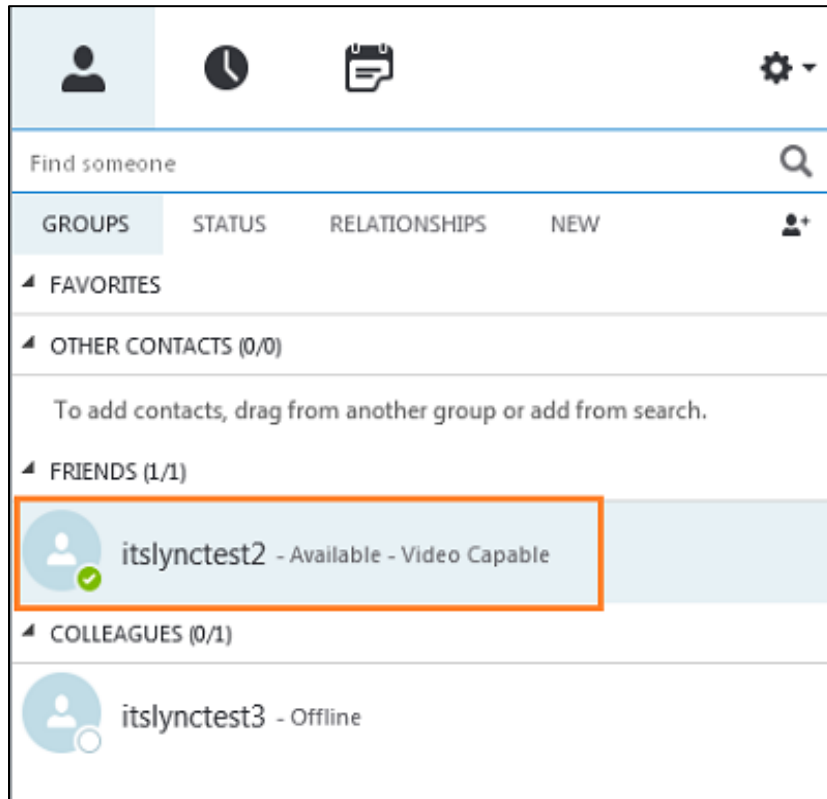 Find someone
GROUPS STATUS RELATIONSHIPS NEW
FAVORITES
OTHER CONTACTS (0/0)
To add contacts, drag from another group or add from search.
FRIENDS (1/1)
itslynctest2 - Available - Video Capable
COLLEAGUES (0/1)
itslynctest3 - Offline